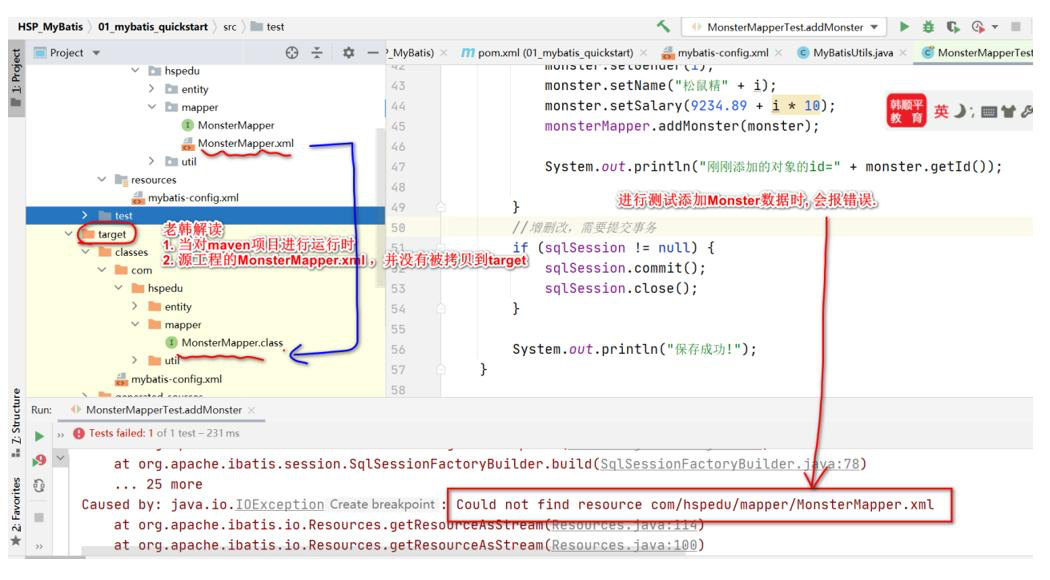 HSP_MyBatis 01_mybatis_quickstart src test MonsterMapperTest.addMonster
1: Project
Project P_MyBatis) pom.xml (01_mybatis_quickstart) mybatis-config.xml MyBatisUtils.java MonsterMapperTest
hspedu
entity
mapper
MonsterMapper
MonsterMapper.xml
util
resources
mybatis-config.xml
test
target
classes
com
hspedu
entity
mapper
MonsterMapper.class
util
mybatis-config.xml
generated-sources
老韩解读
1. 当对maven项目进行运行时
2. 源工程的MonsterMapper.xml ,并没有被拷贝到target
42 monster.setGender(1);
43 monster.setName("松鼠精" + i);
44 monster.setSalary(9234.89 + i * 10);
45 monsterMapper.addMonster(monster);
46
47 System.out.println("刚刚添加的对象的id=" + monster.getId());
48
49 }
50 //增删改，需要提交事务
51 if (sqlSession != null) {
52 sqlSession.commit();
53 sqlSession.close();
54 }
55
56 System.out.println("保存成功!");
57 }
58
韩顺平
教 育
英
进行测试添加Monster数据时, 会报错误.
Z: Structure
2: Favorites
Run: MonsterMapperTest.addMonster
Tests failed: 1 of 1 test – 231 ms
at org.apache.ibatis.session.SqlSessionFactoryBuilder.build(SqlSessionFactoryBuilder.java:78)
... 25 more
Caused by: java.io.IOException Create breakpoint : Could not find resource com/hspedu/mapper/MonsterMapper.xml
at org.apache.ibatis.io.Resources.getResourceAsStream(Resources.java:114)
at org.apache.ibatis.io.Resources.getResourceAsStream(Resources.java:100)